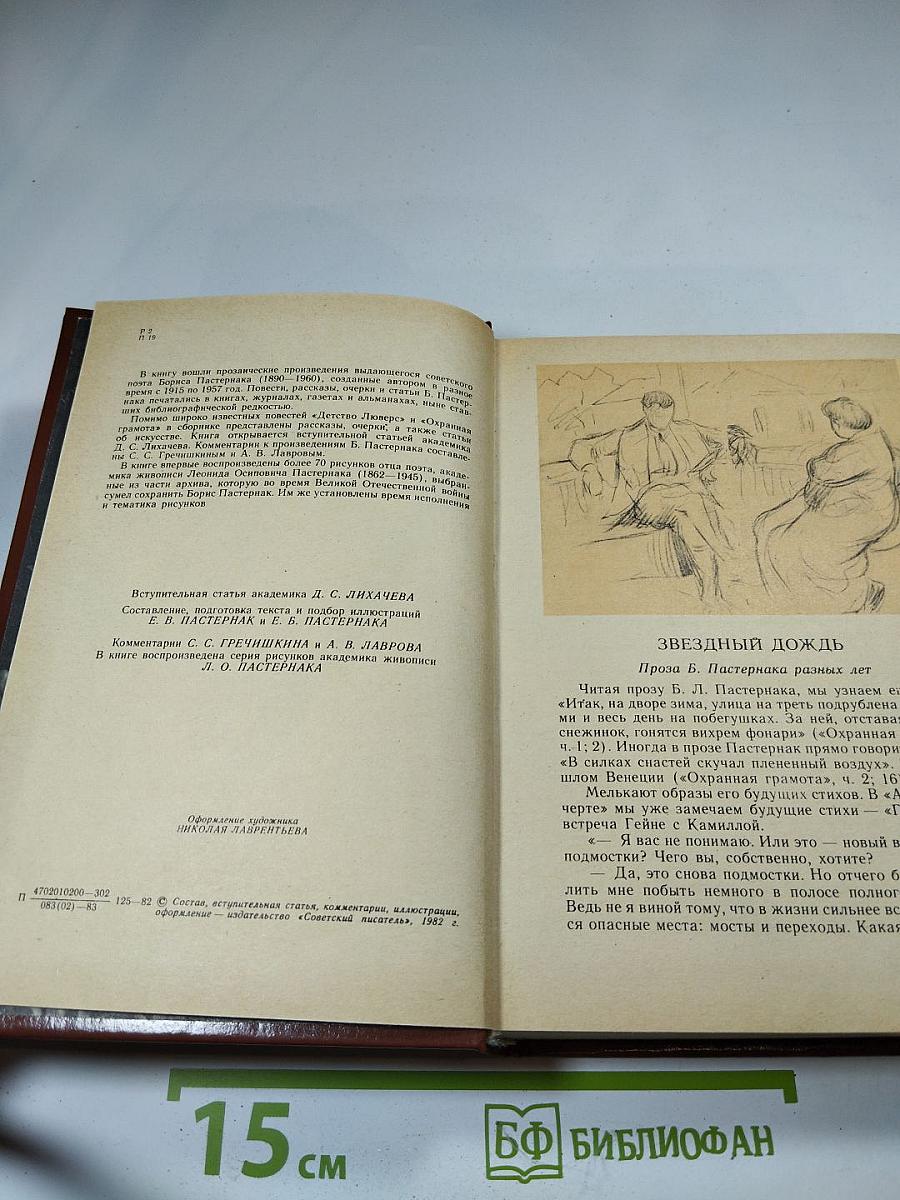 Р 2
П 19
В книгу вошли прозаические произведения выдающегося советского
поэта Бориса Пастернака (1890—1960), созданные автором в разное
время с 1915 по 1957 год. Повести, рассказы, очерки и статьи Б. Пастер-
нака печатались в книгах, журналах, газетах и альманахах, ныне став-
ших библиографической редкостью.
Помимо широко известных повестей «Детство Люверс» и «Охранная
грамота» в сборнике представлены рассказы, очерки, а также статьи
об искусстве. Книга открывается вступительной статьей академика
Д. С. Лихачева. Комментарии к произведениям Б. Пастернака составле-
ны С. С. Гречишкиным и А. В. Лавровым.
В книге впервые воспроизведены более 70 рисунков отца поэта, акаде-
мика живописи Леонида Осиповича Пастернака (1862—1945), выбран-
ные из части архива, которую во время Великой Отечественной войны
сумел сохранить Борис Пастернак. Им же установлены время исполнения
и тематика рисунков
Вступительная статья академика Д. С. ЛИХАЧЕВА
Составление, подготовка текста и подбор иллюстраций
Е. В. ПАСТЕРНАК и Е. Б. ПАСТЕРНАКА
Комментарии С. С. ГРЕЧИШКИНА и А. В. ЛАВРОВА
В книге воспроизведена серия рисунков академика живописи
Л. О. ПАСТЕРНАКА
Оформление художника
НИКОЛАЯ ЛАВРЕНТЬЕВА
П 4702010200—302
083(02)—83 125—82 © Состав, вступительная статья, комментарии, иллюстрации,
оформление — издательство «Советский писатель», 1982 г.
ЗВЕЗДНЫЙ ДОЖДЬ
Проза Б. Пастернака разных лет
Читая прозу Б. Л. Пастернака, мы узнаем
«Итак, на дворе зима, улица на треть подрублена
ми и весь день на побегушках. За ней, отстава
снежинок, гонятся вихрем фонари» («Охранная
ч. 1; 2). Иногда в прозе Пастернак прямо говори
«В силках снастей скучал плененный воздух».
шлом Венеции («Охранная грамота», ч. 2; 16
Мелькают образы его будущих стихов. В «А
черте» мы уже замечаем будущие стихи — «
встреча Гейне с Камиллой.
«— Я вас не понимаю. Или это — новый в
подмостки? Чего вы, собственно, хотите?
— Да, это снова подмостки. Но отчего б
лить мне побыть немного в полосе полног
Ведь не я виной тому, что в жизни сильнее вс
ся опасные места: мосты и переходы. Какая
15 см
БФ БИБЛИОФАН